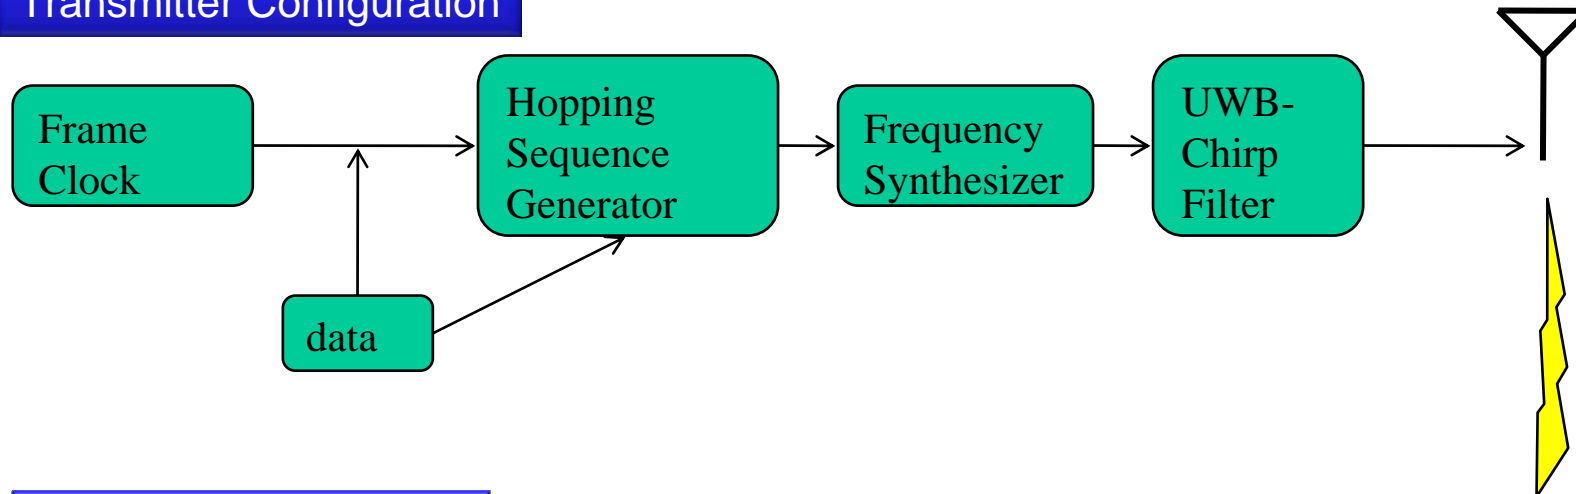 Transmitter Configuration
Frame
Clock
Hopping
Sequence
Generator
Frequency
Synthesizer
UWB-
Chirp
Filter
data